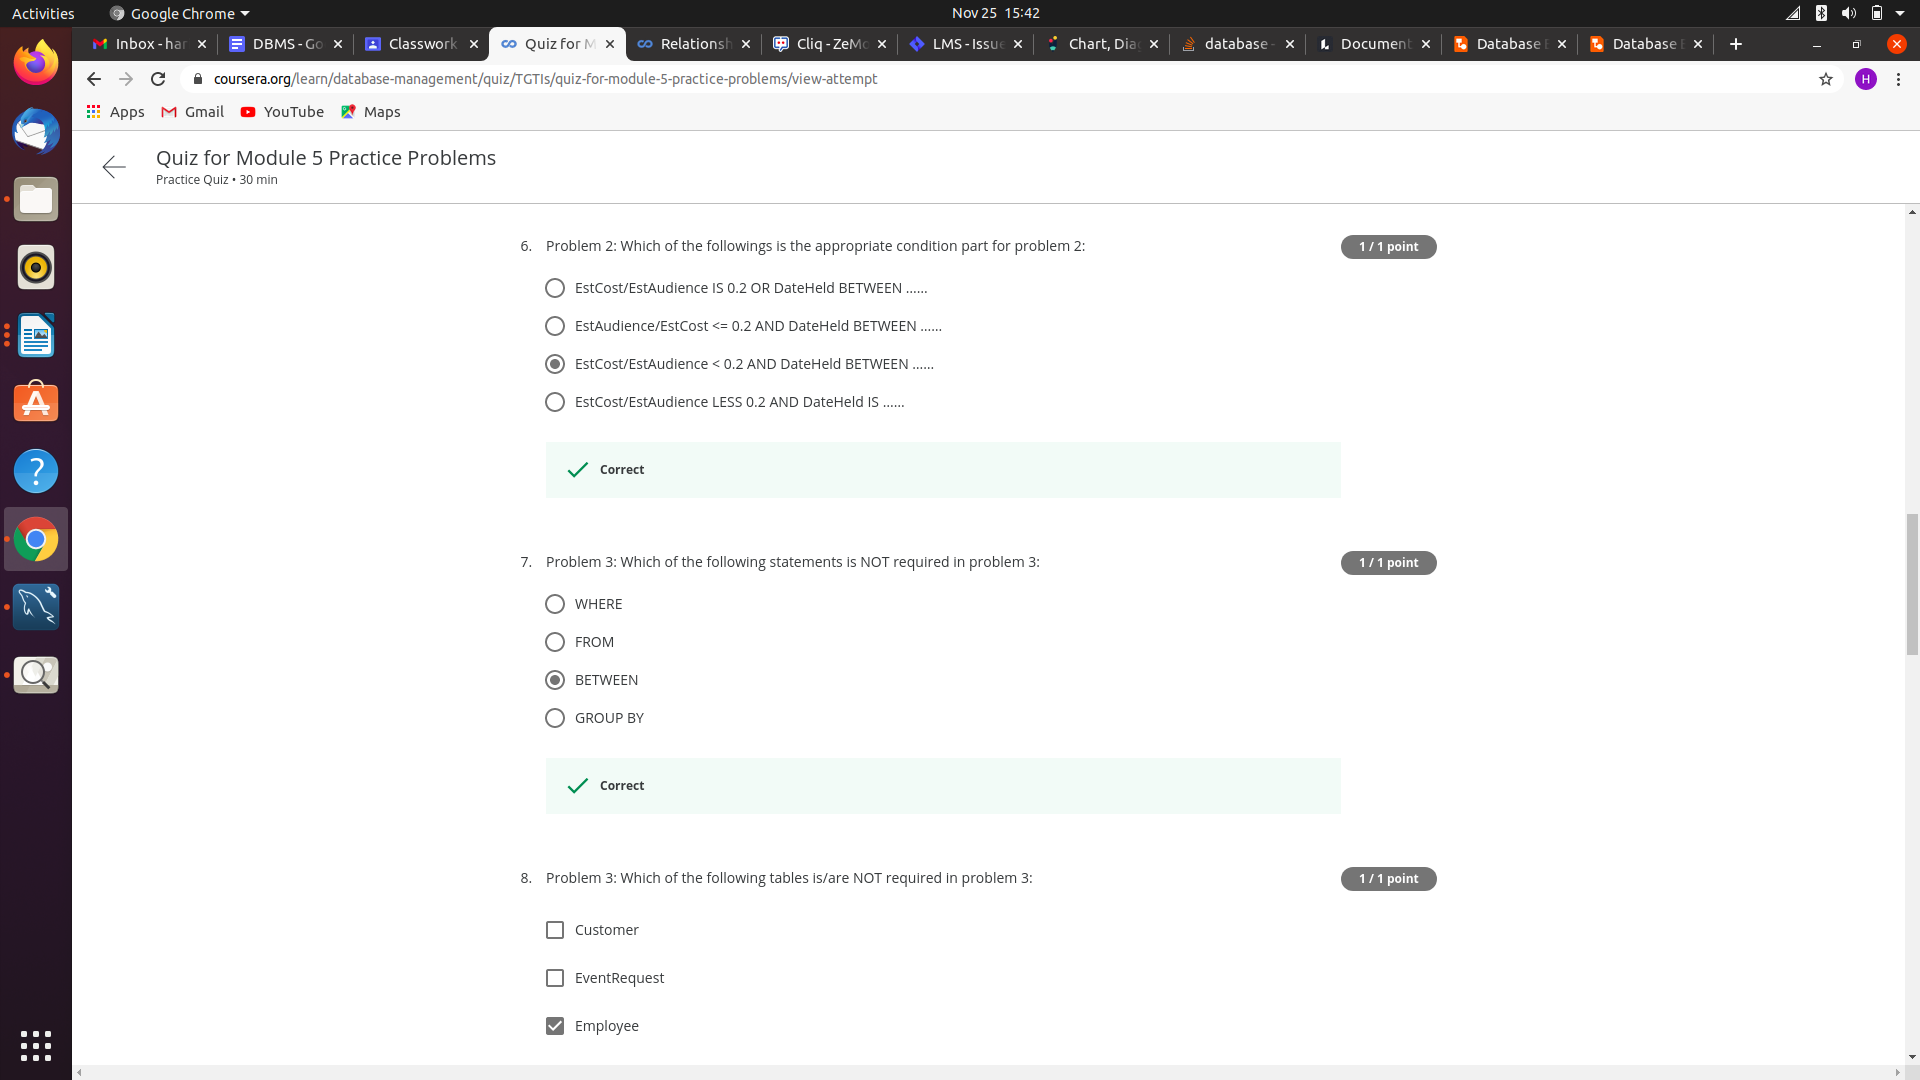 Activities
Google Chrome
Nov 25 15:42
Inbox - har
DBMS - Go
Classwork
Quiz for M
Relationsh
Cliq - ZeMo
LMS - Issue
Chart, Dia
database -
Document
Database E
Database E
coursera.org/learn/database-management/quiz/TGTIs/quiz-for-module-5-practice-problems/view-attempt
H
Apps
Gmail
YouTube
Maps
Quiz for Module 5 Practice Problems
Practice Quiz • 30 min
6. Problem 2: Which of the followings is the appropriate condition part for problem 2:
1 / 1 point
EstCost/EstAudience IS 0.2 OR DateHeld BETWEEN ......
EstAudience/EstCost <= 0.2 AND DateHeld BETWEEN ......
EstCost/EstAudience < 0.2 AND DateHeld BETWEEN ......
EstCost/EstAudience LESS 0.2 AND DateHeld IS ......
Correct
7. Problem 3: Which of the following statements is NOT required in problem 3:
1 / 1 point
WHERE
FROM
BETWEEN
GROUP BY
Correct
8. Problem 3: Which of the following tables is/are NOT required in problem 3:
1 / 1 point
Customer
EventRequest
Employee